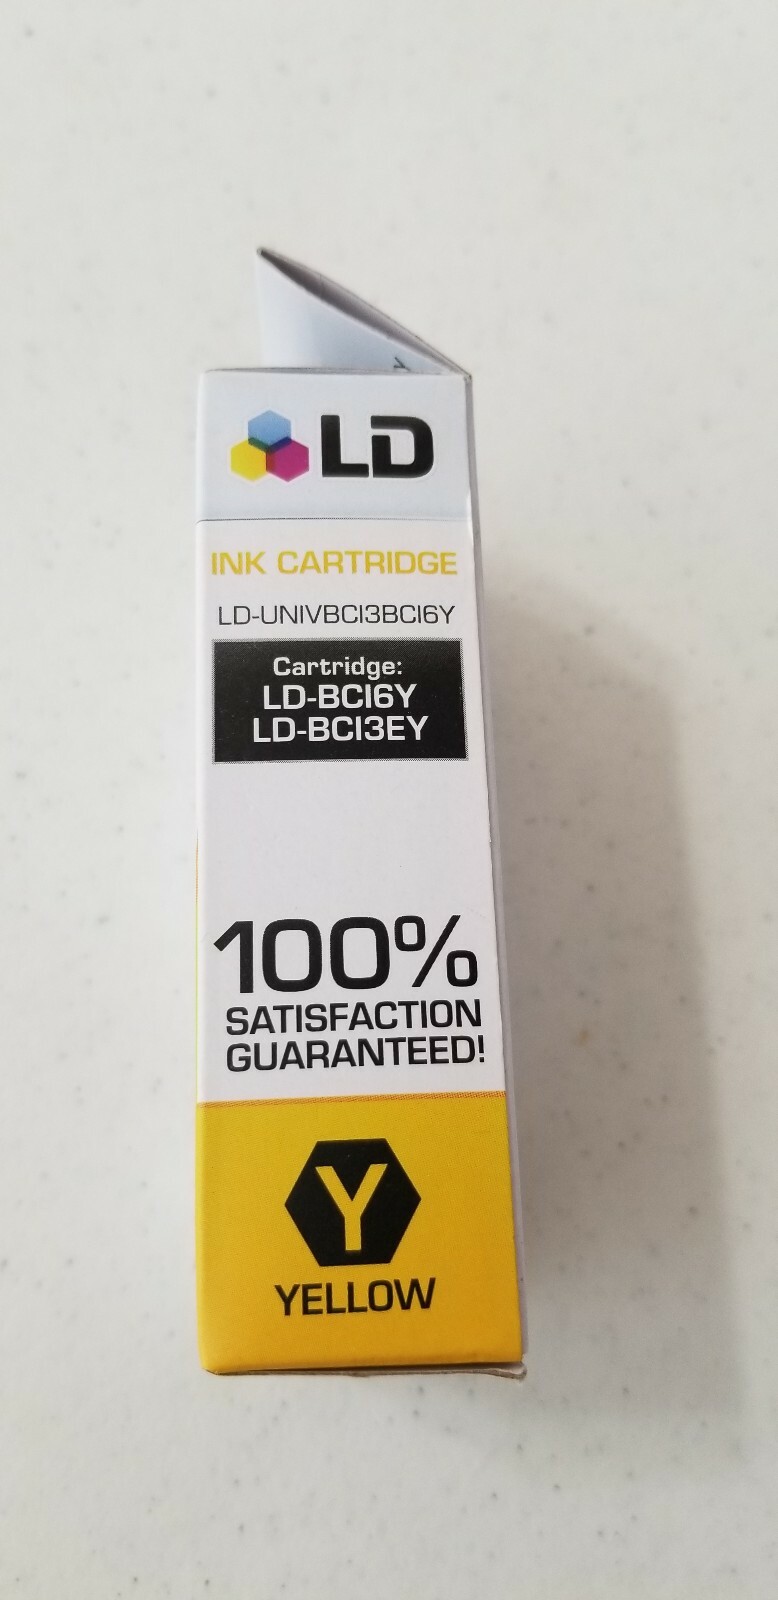 LD
INK CARTRIDGE
LD-UNIVBCI3BCI6Y
Cartridge:
LD-BCI6Y
LD-BCI3EY
100%
SATISFACTION
GUARANTEED!
Y
YELLOW